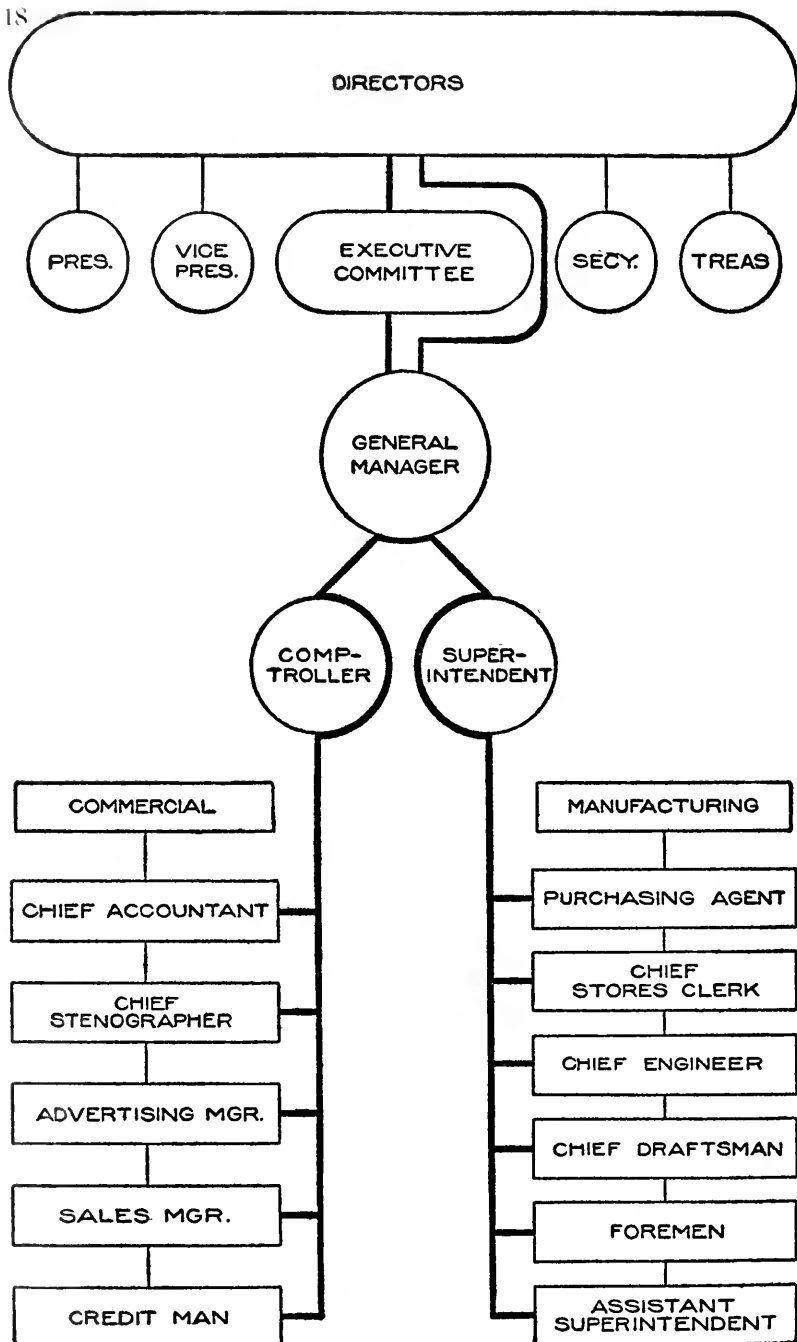 18
DIRECTORS
PRES.
VICE
PRES.
EXECUTIVE
COMMITTEE
SECY.
TREAS
GENERAL
MANAGER
COMP-
TROLLER
SUPER-
INTENDENT
COMMERCIAL
CHIEF ACCOUNTANT
CHIEF
STENOGRAPHER
ADVERTISING MGR.
SALES MGR.
CREDIT MAN
MANUFACTURING
PURCHASING AGENT
CHIEF
STORES CLERK
CHIEF ENGINEER
CHIEF DRAFTSMAN
FOREMEN
ASSISTANT
SUPERINTENDENT